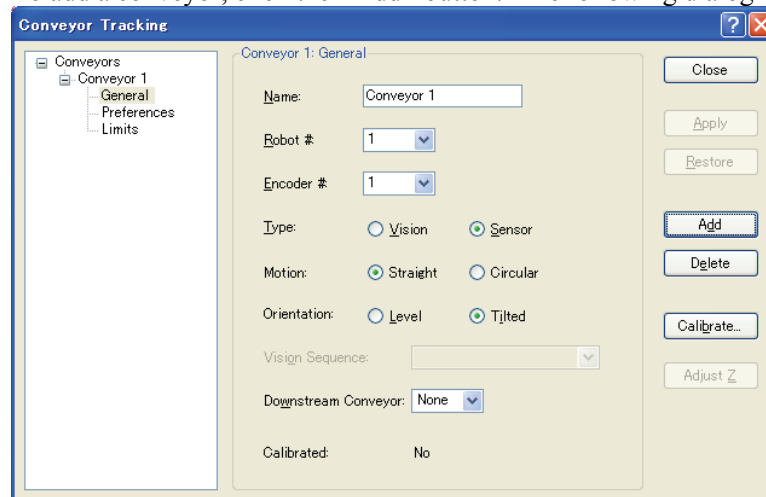 Conveyor Tracking
Conveyors
Conveyor 1
General
Preferences
Limits
Conveyor 1: General
Name: Conveyor 1
Robot # 1
Encoder # 1
Type: Vision Sensor
Motion: Straight Circular
Orientation: Level Tilted
Vision Sequence:
Downstream Conveyor: None
Calibrated: No
Close
Apply
Restore
Add
Delete
Calibrate...
Adjust Z